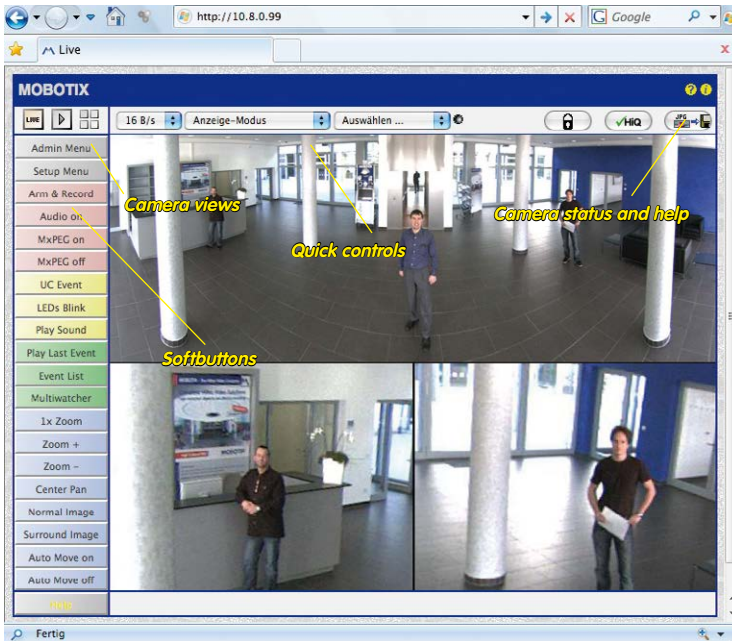 http://10.8.0.99
Google
Live
MOBOTIX
LIVE
16 B/s
Anzeige-Modus
Auswählen ...
HiQ
JPG
Admin Menu
Setup Menu
Arm & Record
Audio on
MxPEG on
MxPEG off
UC Event
LEDs Blink
Play Sound
Play Last Event
Event List
Multiwatcher
1x Zoom
Zoom +
Zoom -
Center Pan
Normal Image
Surround Image
Auto Move on
Auto Move off
Help
Camera views
Quick controls
Camera status and help
Softbuttons
MOBOTIX
Fertig